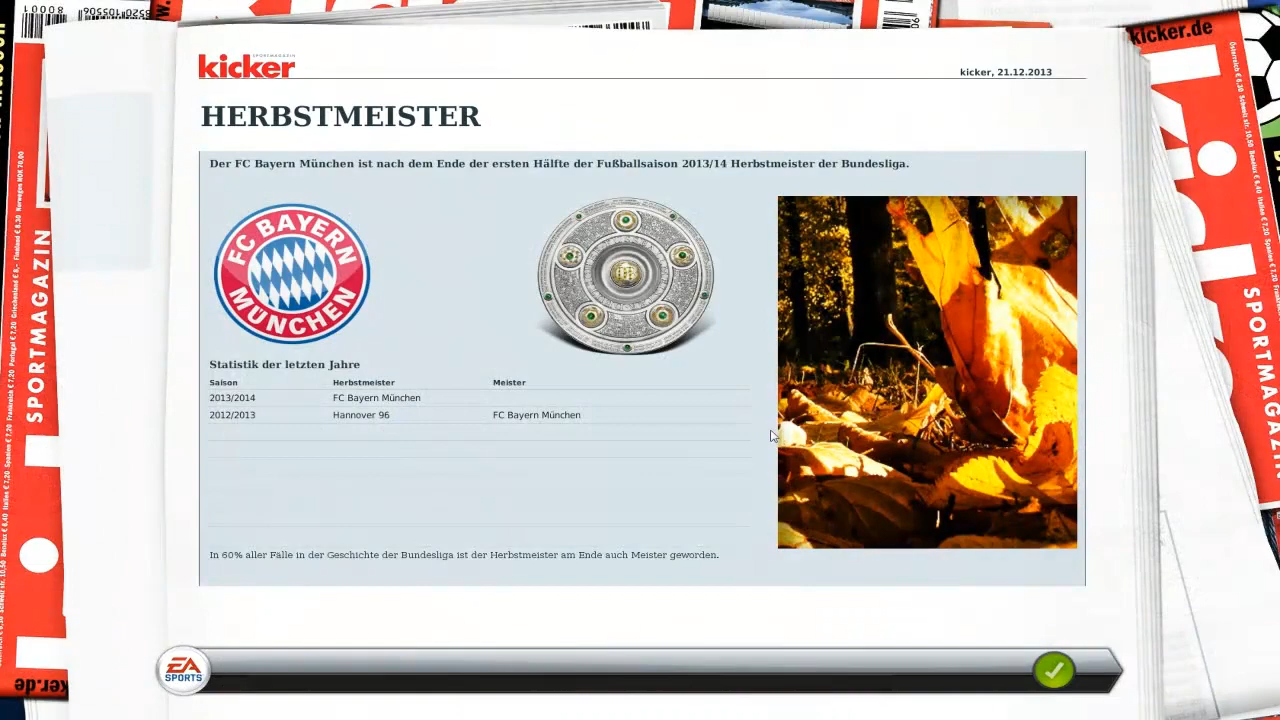 80001
kicker.de
SPORTMAGAZIN
kicker
kicker, 21.12.2013
HERBSTMEISTER
Der FC Bayern München ist nach dem Ende der ersten Hälfte der Fußballsaison 2013/14 Herbstmeister der Bundesliga.
FC BAYERN
MÜNCHEN
Statistik der letzten Jahre
Saison Herbstmeister Meister
2013/2014 FC Bayern München
2012/2013 Hannover 96 FC Bayern München
In 60% aller Fälle in der Geschichte der Bundesliga ist der Herbstmeister am Ende auch Meister geworden.
SPORTMAGAZIN
SPORTMAGAZIN
EA
SPORTS